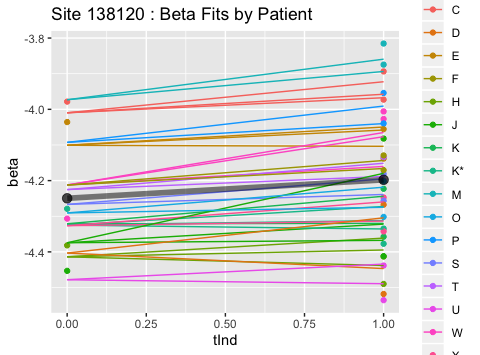 Site 138120 : Beta Fits by Patient
beta
-3.8
-4.0
-4.2
-4.4
0.00 0.25 0.50 0.75 1.00
tInd
C
D
E
F
H
J
K
K*
M
O
P
S
T
U
W